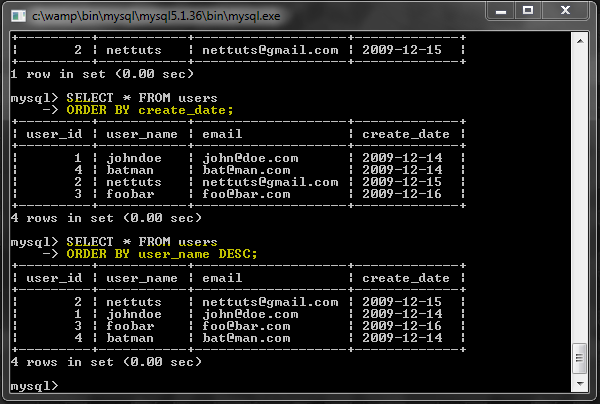 c:\wamp\bin\mysql\mysql5.1.36\bin\mysql.exe
+---------+-----------+-------------------+-------------+
|       2 | nettuts   | nettuts@gmail.com | 2009-12-15  |
+---------+-----------+-------------------+-------------+
1 row in set (0.00 sec)
mysql> SELECT * FROM users
    -> ORDER BY create_date;
+---------+-----------+-------------------+-------------+
| user_id | user_name | email             | create_date |
+---------+-----------+-------------------+-------------+
|       1 | johndoe   | john@doe.com      | 2009-12-14  |
|       4 | batman    | bat@man.com       | 2009-12-14  |
|       2 | nettuts   | nettuts@gmail.com | 2009-12-15  |
|       3 | foobar    | foo@bar.com       | 2009-12-16  |
+---------+-----------+-------------------+-------------+
4 rows in set (0.00 sec)
mysql> SELECT * FROM users
    -> ORDER BY user_name DESC;
+---------+-----------+-------------------+-------------+
| user_id | user_name | email             | create_date |
+---------+-----------+-------------------+-------------+
|       2 | nettuts   | nettuts@gmail.com | 2009-12-15  |
|       1 | johndoe   | john@doe.com      | 2009-12-14  |
|       3 | foobar    | foo@bar.com       | 2009-12-16  |
|       4 | batman    | bat@man.com       | 2009-12-14  |
+---------+-----------+-------------------+-------------+
4 rows in set (0.00 sec)
mysql>